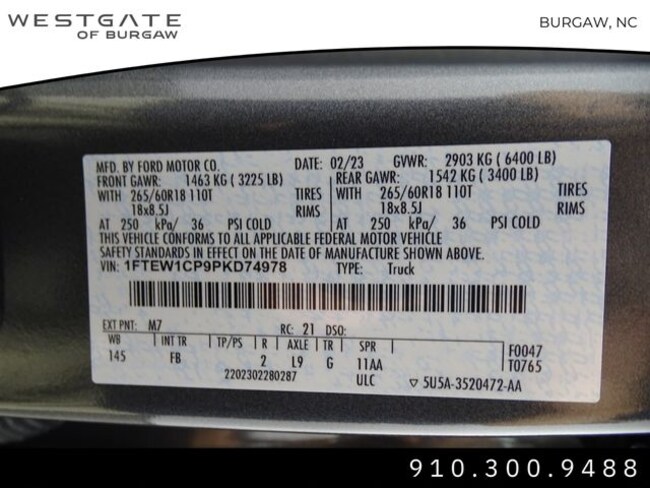 WESTGATE
OF BURGAW
BURGAW, NC
MFD. BY FORD MOTOR CO. DATE: 02/23 GVWR: 2903 KG ( 6400 LB)
FRONT GAWR: 1463 KG ( 3225 LB) REAR GAWR: 1542 KG ( 3400 LB)
WITH 265/60R18 110T TIRES WITH 265/60R18 110T TIRES
18x8.5J RIMS 18x8.5J RIMS
AT 250 kPa/ 36 PSI COLD AT 250 kPa/ 36 PSI COLD
THIS VEHICLE CONFORMS TO ALL APPLICABLE FEDERAL MOTOR VEHICLE
SAFETY STANDARDS IN EFFECT ON THE DATE OF MANUFACTURE SHOWN ABOVE.
VIN: 1FTEW1CP9PKD74978 TYPE: Truck
EXT PNT: M7 RC: 21 DSO:
WB INT TR TP/PS R AXLE TR SPR F0047
145 FB 2 L9 G 11AA T0765
2202302280287 ULC 5U5A-3520472-AA
910.300.9488